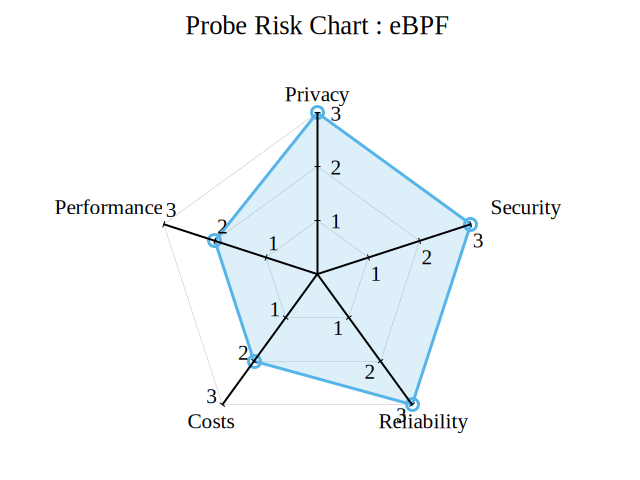 Probe Risk Chart : eBPF
Privacy
3
2
1
Performance 3
2
1
Security
3
2
1
1
2
3
Costs
1
2
3
Reliability